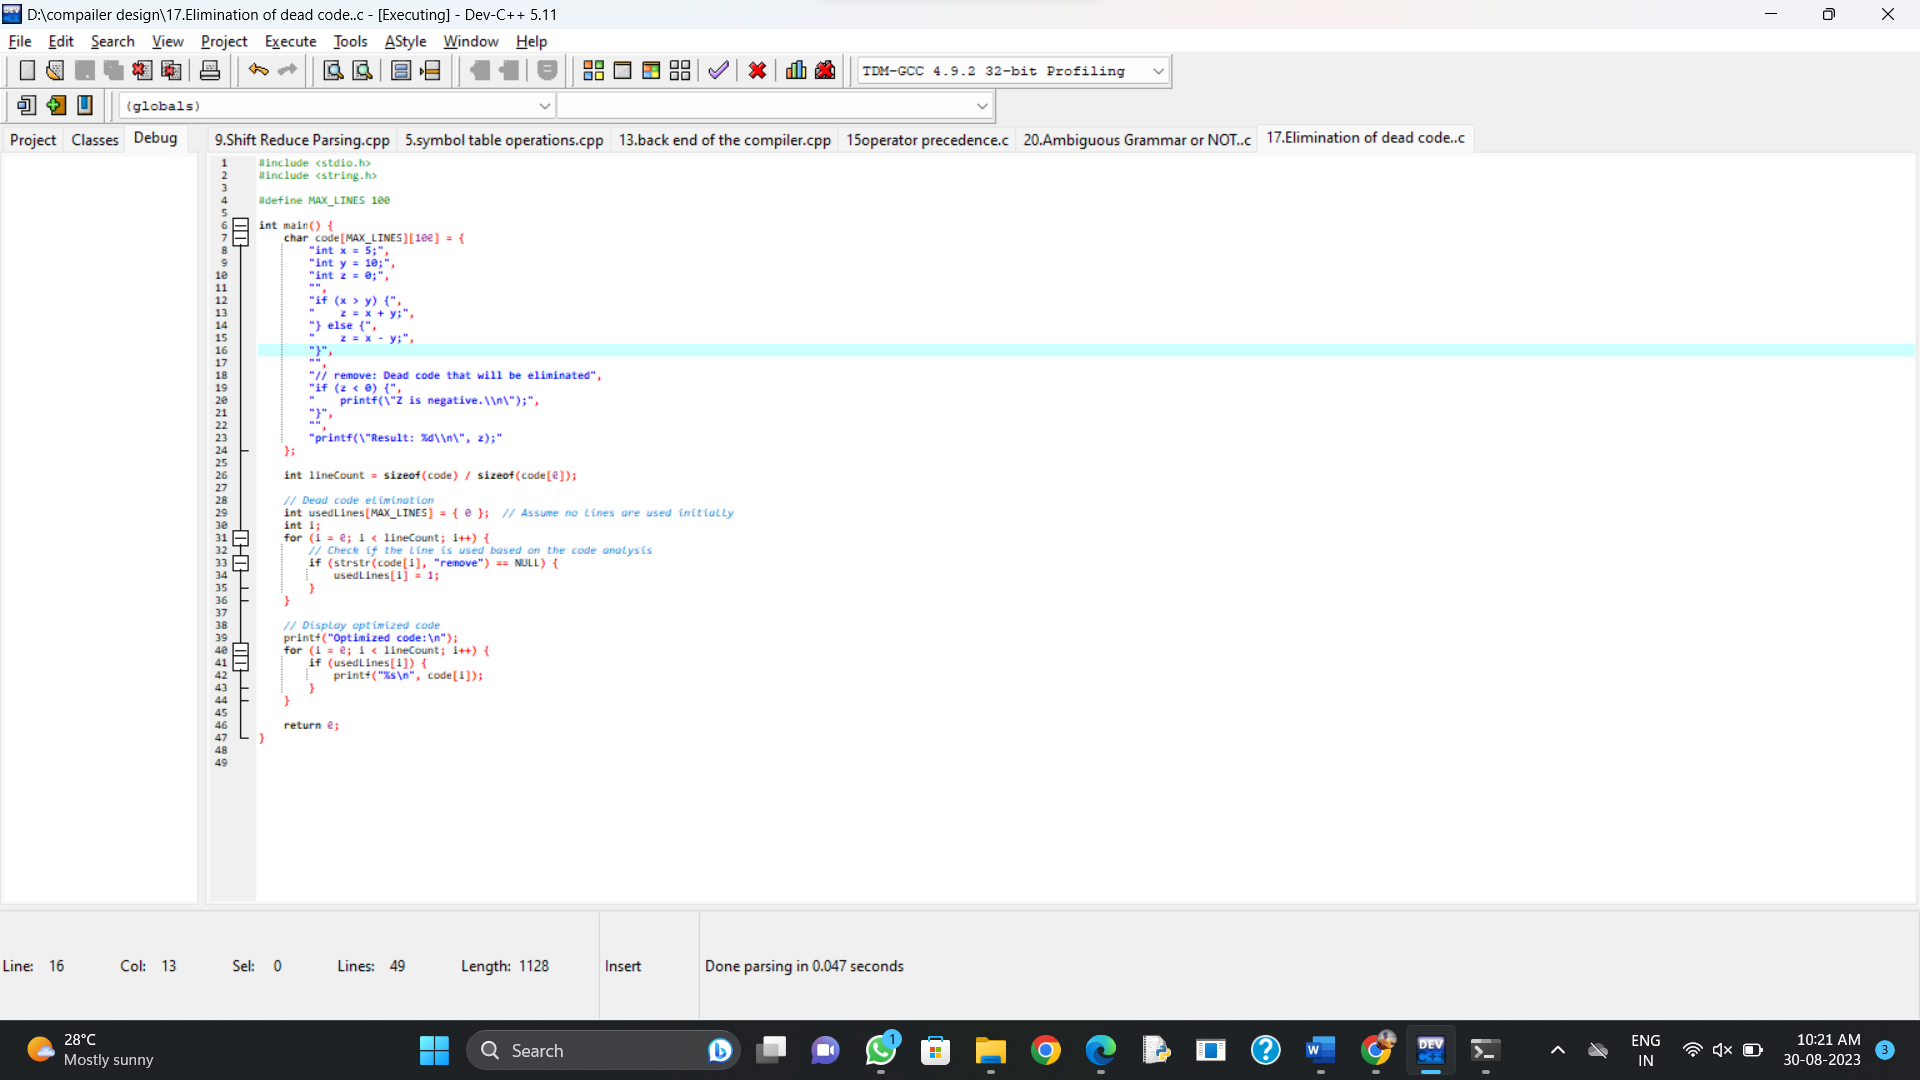 D:\compailer design\17.Elimination of dead code..c - [Executing] - Dev-C++ 5.11
File Edit Search View Project Execute Tools AStyle Window Help
TDM-GCC 4.9.2 32-bit Profiling
(globals)
Project Classes Debug 9.Shift Reduce Parsing.cpp 5.symbol table operations.cpp 13.back end of the compiler.cpp 15operator precedence.c 20.Ambiguous Grammar or NOT..c 17.Elimination of dead code..c
1 #include <stdio.h>
2 #include <string.h>
3
4 #define MAX_LINES 100
5
6 int main() {
7 char code[MAX_LINES][100] = {
8 "int x = 5;",
9 "int y = 10;",
10 "int z = 0;",
11 "",
12 "if (x > y) {",
13 "    z = x + y;",
14 "} else {",
15 "    z = x - y;",
16 "}",
17 "",
18 "// remove: Dead code that will be eliminated",
19 "if (z < 0) {",
20 "    printf(\"Z is negative.\\n\");",
21 "}",
22 "",
23 "printf(\"Result: %d\\n\", z);"
24 };
25
26 int lineCount = sizeof(code) / sizeof(code[0]);
27
28 // Dead code elimination
29 int usedLines[MAX_LINES] = { 0 };  // Assume no lines are used initially
30 int i;
31 for (i = 0; i < lineCount; i++) {
32 // Check if the line is used based on the code analysis
33 if (strstr(code[i], "remove") == NULL) {
34 usedLines[i] = 1;
35 }
36 }
37
38 // Display optimized code
39 printf("Optimized code:\n");
40 for (i = 0; i < lineCount; i++) {
41 if (usedLines[i]) {
42 printf("%s\n", code[i]);
43 }
44 }
45
46 return 0;
47 }
48
49
Line: 16 Col: 13 Sel: 0 Lines: 49 Length: 1128 Insert Done parsing in 0.047 seconds
28°C
Mostly sunny
Search
1
W
DEV
C++
ENG
IN
10:21 AM
30-08-2023
3